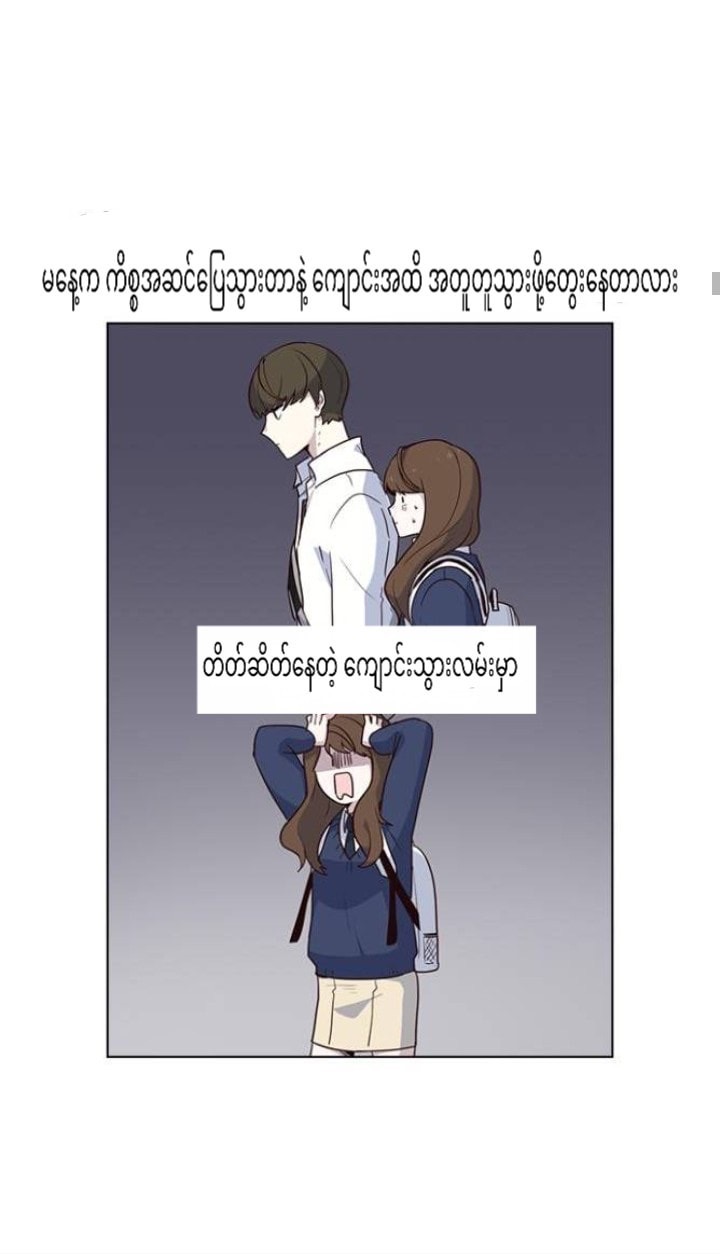 မနေ့က ကိစ္စအဆင်ပြေသွားတာနဲ့ ကျောင်းအထိ အတူတူသွားဖို့တွေးနေတာလား
တိတ်ဆိတ်နေတဲ့ ကျောင်းသွားလမ်းမှာ